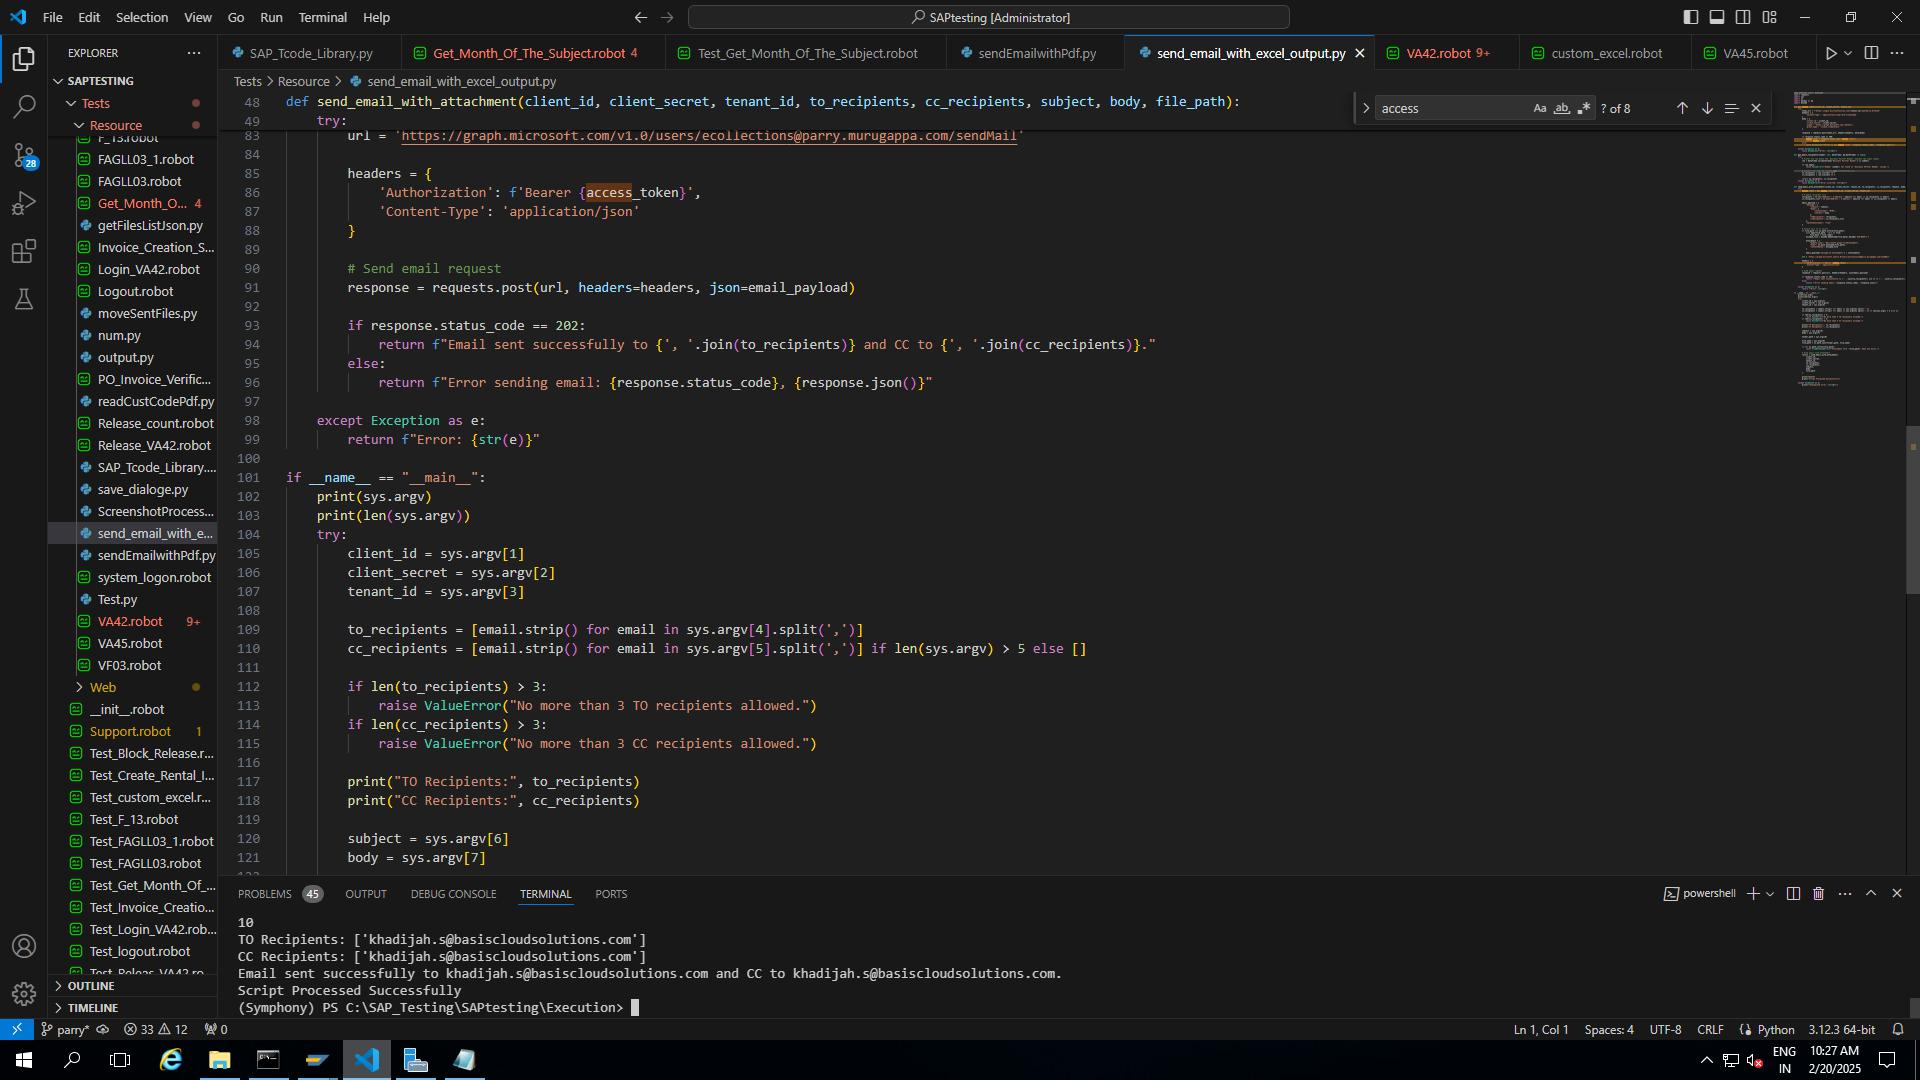 File Edit Selection View Go Run Terminal Help
SAPtesting [Administrator]
EXPLORER
SAP_Tcode_Library.py
Get_Month_Of_The_Subject.robot 4
Test_Get_Month_Of_The_Subject.robot
sendEmailwithPdf.py
send_email_with_excel_output.py
VA42.robot 9+
custom_excel.robot
VA45.robot
SAPTESTING
Tests
Resource
F_13.robot
FAGLL03_1.robot
FAGLL03.robot
Get_Month_O... 4
getFilesListJson.py
Invoice_Creation_S...
Login_VA42.robot
Logout.robot
moveSentFiles.py
num.py
output.py
PO_Invoice_Verific...
readCustCodePdf.py
Release_count.robot
Release_VA42.robot
SAP_Tcode_Library....
save_dialoge.py
ScreenshotProcess...
send_email_with_e...
sendEmailwithPdf.py
system_logon.robot
Test.py
VA42.robot 9+
VA45.robot
VF03.robot
Web
__init__.robot
Support.robot 1
Test_Block_Release.r...
Test_Create_Rental_I...
Test_custom_excel.r...
Test_F_13.robot
Test_FAGLL03_1.robot
Test_FAGLL03.robot
Test_Get_Month_Of_...
Test_Invoice_Creatio...
Test_Login_VA42.rob...
Test_logout.robot
Test_Releas_VA42.ro...
OUTLINE
TIMELINE
28
Tests > Resource > send_email_with_excel_output.py
access
Aa ab
? of 8
48 def send_email_with_attachment(client_id, client_secret, tenant_id, to_recipients, cc_recipients, subject, body, file_path):
49 try:
83 url = 'https://graph.microsoft.com/v1.0/users/ecollections@parry.murugappa.com/sendMail'
84
85 headers = {
86 'Authorization': f'Bearer {access_token}',
87 'Content-Type': 'application/json'
88 }
89
90 # Send email request
91 response = requests.post(url, headers=headers, json=email_payload)
92
93 if response.status_code == 202:
94 return f"Email sent successfully to {', '.join(to_recipients)} and CC to {', '.join(cc_recipients)}."
95 else:
96 return f"Error sending email: {response.status_code}, {response.json()}"
97
98 except Exception as e:
99 return f"Error: {str(e)}"
100
101 if __name__ == "__main__":
102 print(sys.argv)
103 print(len(sys.argv))
104 try:
105 client_id = sys.argv[1]
106 client_secret = sys.argv[2]
107 tenant_id = sys.argv[3]
108
109 to_recipients = [email.strip() for email in sys.argv[4].split(',')]
110 cc_recipients = [email.strip() for email in sys.argv[5].split(',')] if len(sys.argv) > 5 else []
111
112 if len(to_recipients) > 3:
113 raise ValueError("No more than 3 TO recipients allowed.")
114 if len(cc_recipients) > 3:
115 raise ValueError("No more than 3 CC recipients allowed.")
116
117 print("TO Recipients:", to_recipients)
118 print("CC Recipients:", cc_recipients)
119
120 subject = sys.argv[6]
121 body = sys.argv[7]
PROBLEMS 45 OUTPUT DEBUG CONSOLE TERMINAL PORTS
powershell
10
TO Recipients: ['khadijah.s@basiscloudsolutions.com']
CC Recipients: ['khadijah.s@basiscloudsolutions.com']
Email sent successfully to khadijah.s@basiscloudsolutions.com and CC to khadijah.s@basiscloudsolutions.com.
Script Processed Successfully
(Symphony) PS C:\SAP_Testing\SAPtesting\Execution>
parry* 33 12 0
Ln 1, Col 1 Spaces: 4 UTF-8 CRLF Python 3.12.3 64-bit
ENG
IN
10:27 AM
2/20/2025